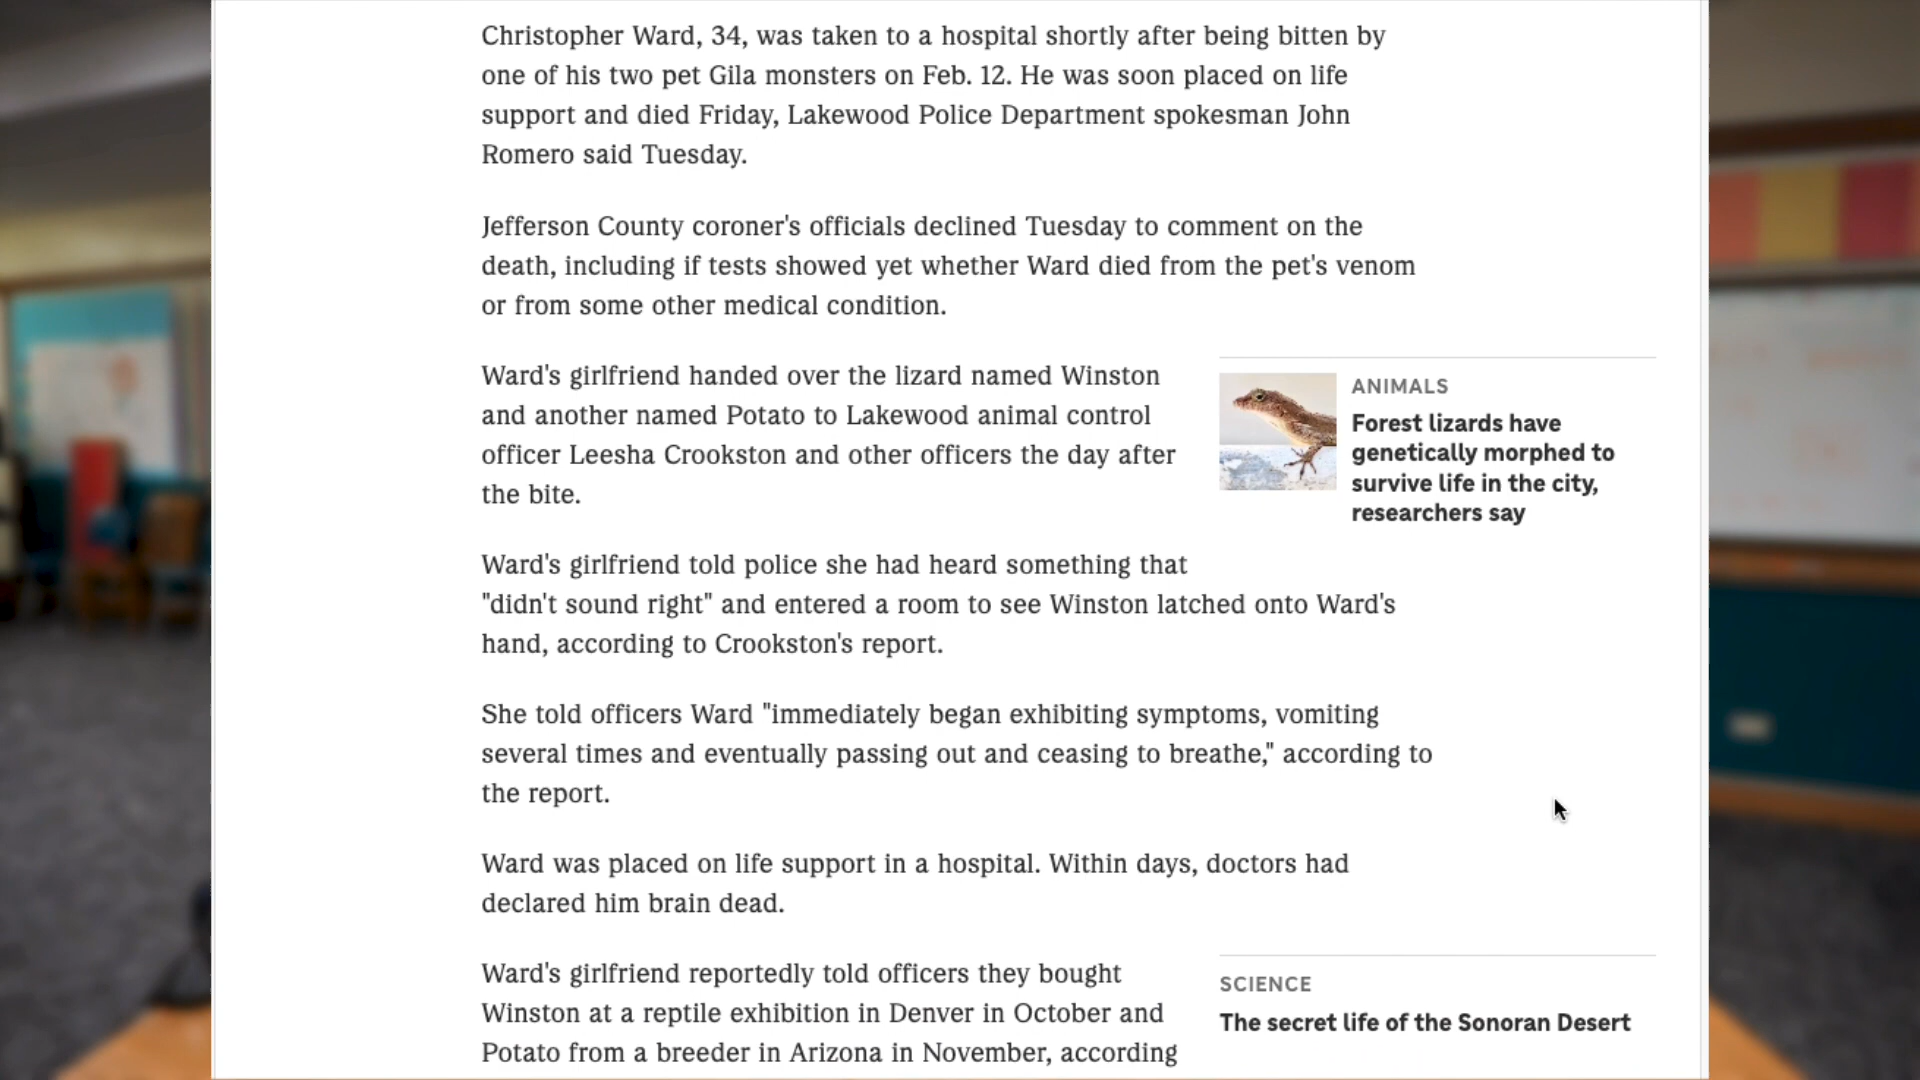 Christopher Ward, 34, was taken to a hospital shortly after being bitten by
one of his two pet Gila monsters on Feb. 12. He was soon placed on life
support and died Friday, Lakewood Police Department spokesman John
Romero said Tuesday.
Jefferson County coroner's officials declined Tuesday to comment on the
death, including if tests showed yet whether Ward died from the pet's venom
or from some other medical condition.
Ward's girlfriend handed over the lizard named Winston
and another named Potato to Lakewood animal control
officer Leesha Crookston and other officers the day after
the bite.
ANIMALS
Forest lizards have
genetically morphed to
survive life in the city,
researchers say
Ward's girlfriend told police she had heard something that
"didn't sound right" and entered a room to see Winston latched onto Ward's
hand, according to Crookston's report.
She told officers Ward "immediately began exhibiting symptoms, vomiting
several times and eventually passing out and ceasing to breathe," according to
the report.
Ward was placed on life support in a hospital. Within days, doctors had
declared him brain dead.
Ward's girlfriend reportedly told officers they bought
Winston at a reptile exhibition in Denver in October and
Potato from a breeder in Arizona in November, according
SCIENCE
The secret life of the Sonoran Desert